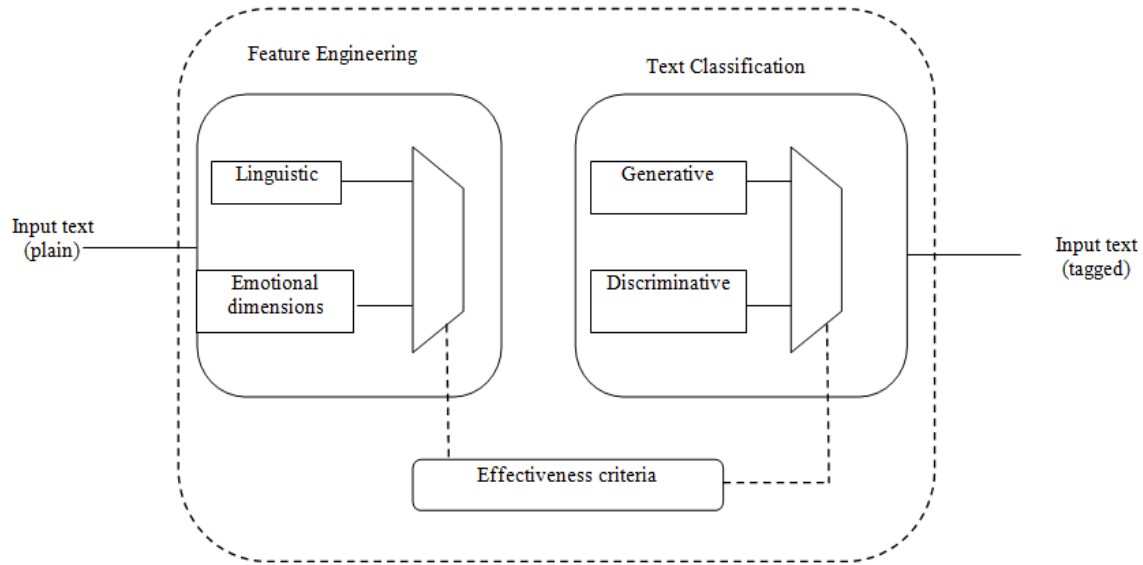 Feature Engineering
Text Classification
Linguistic
Generative
Input text
(plain)
Input text
(tagged)
Emotional
dimensions
Discriminative
Effectiveness criteria